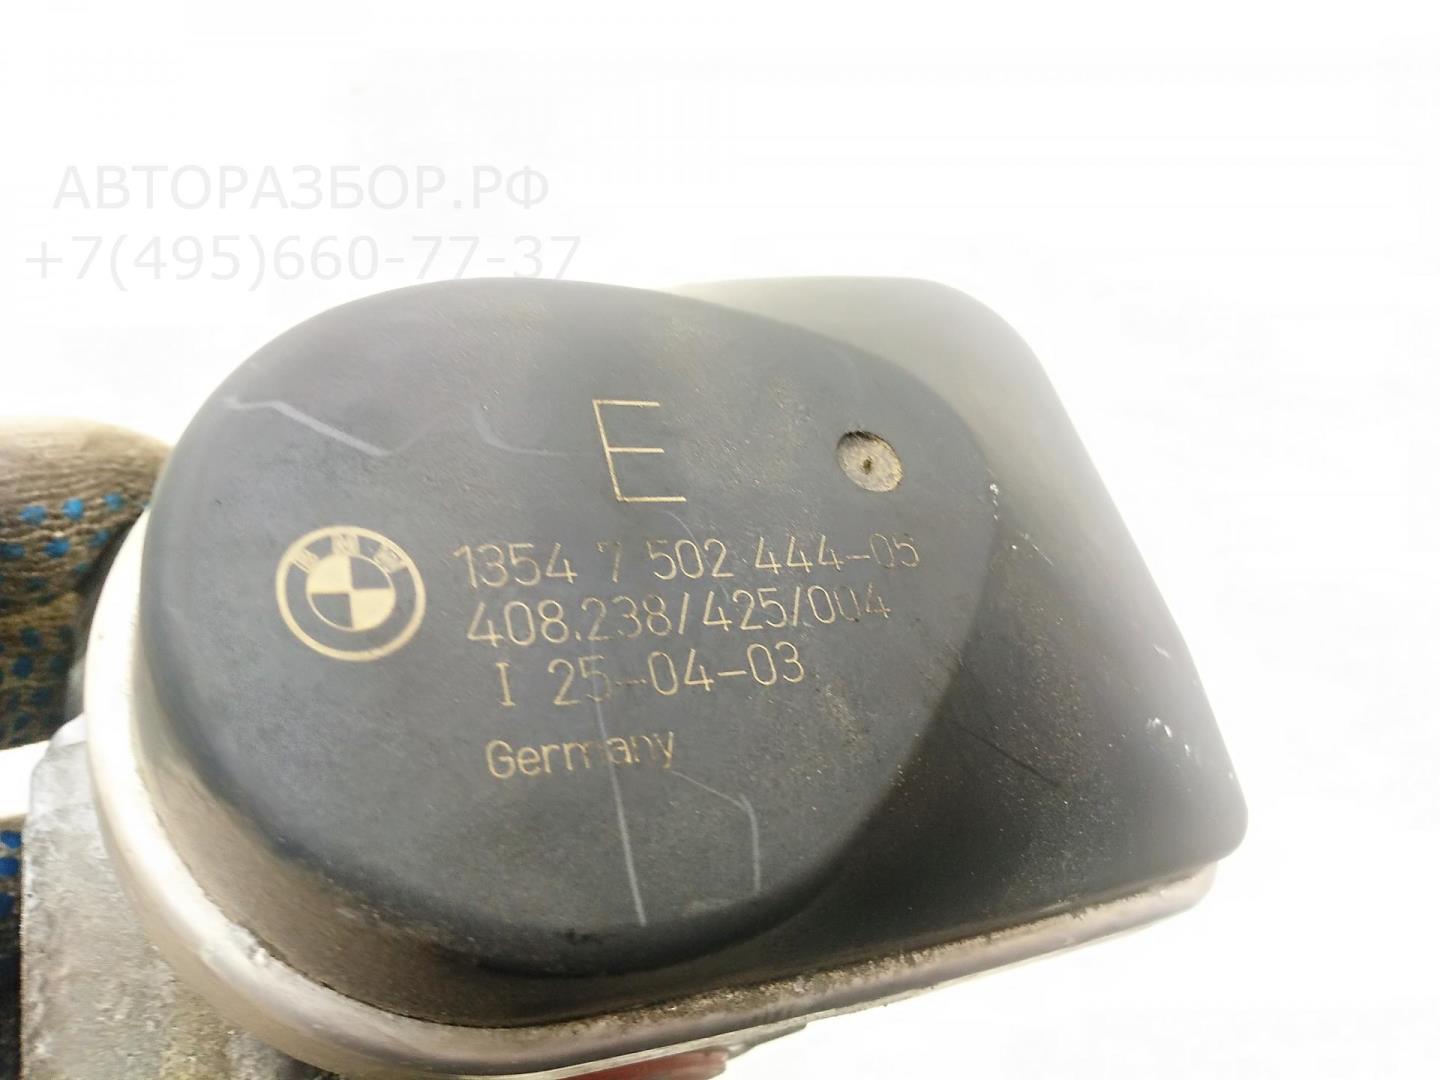 АВТОРАЗБОР.РФ
+7(495)660-77-37
E
BMW
1354 7 502 444-05
408.238/425/004
I 25-04-03
Germany